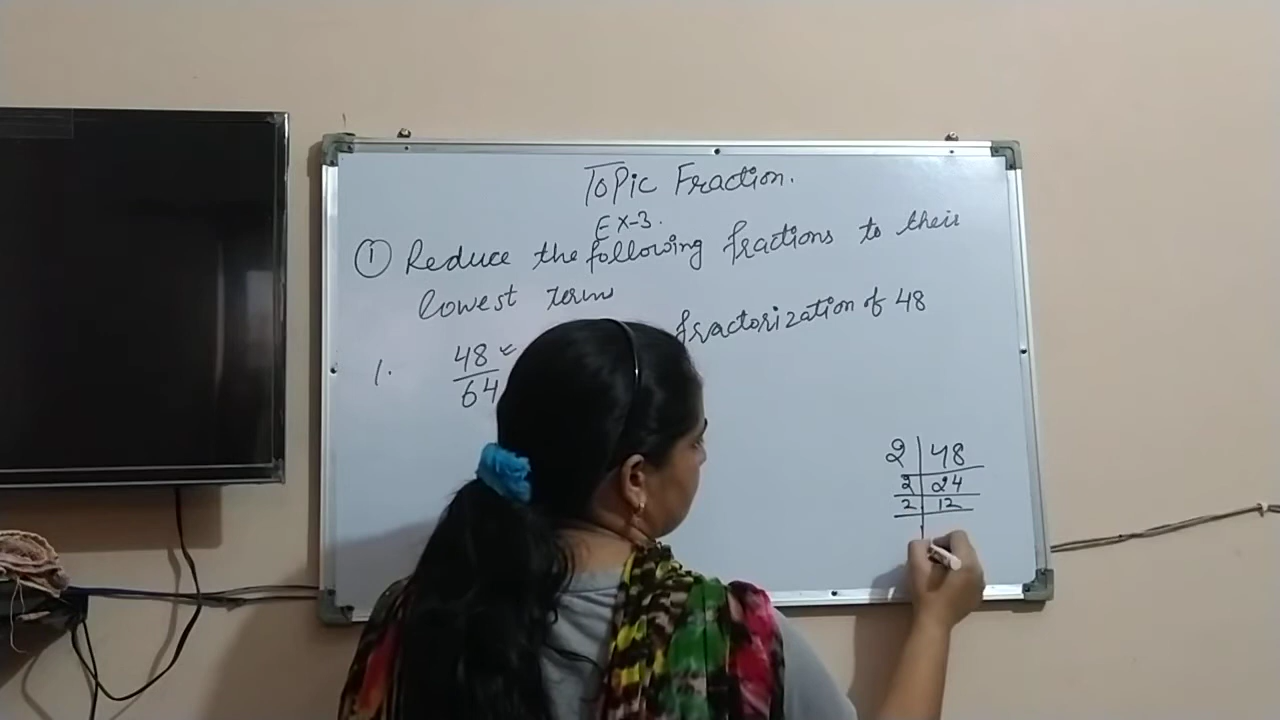 Topic Fraction.
EX-3.
① Reduce the following fractions to their
lowest term
fractorization of 48
1. 48
64
2 | 48
2 | 24
2 | 12